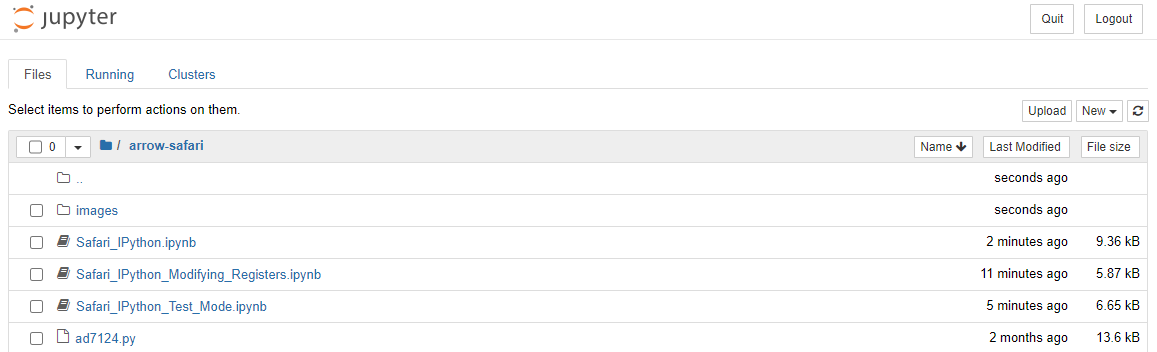 jupyter Quit Logout
Files Running Clusters
Select items to perform actions on them. Upload New
0 / arrow-safari Name Last Modified File size
.. seconds ago
images seconds ago
Safari_IPython.ipynb 2 minutes ago 9.36 kB
Safari_IPython_Modifying_Registers.ipynb 11 minutes ago 5.87 kB
Safari_IPython_Test_Mode.ipynb 5 minutes ago 6.65 kB
ad7124.py 2 months ago 13.6 kB